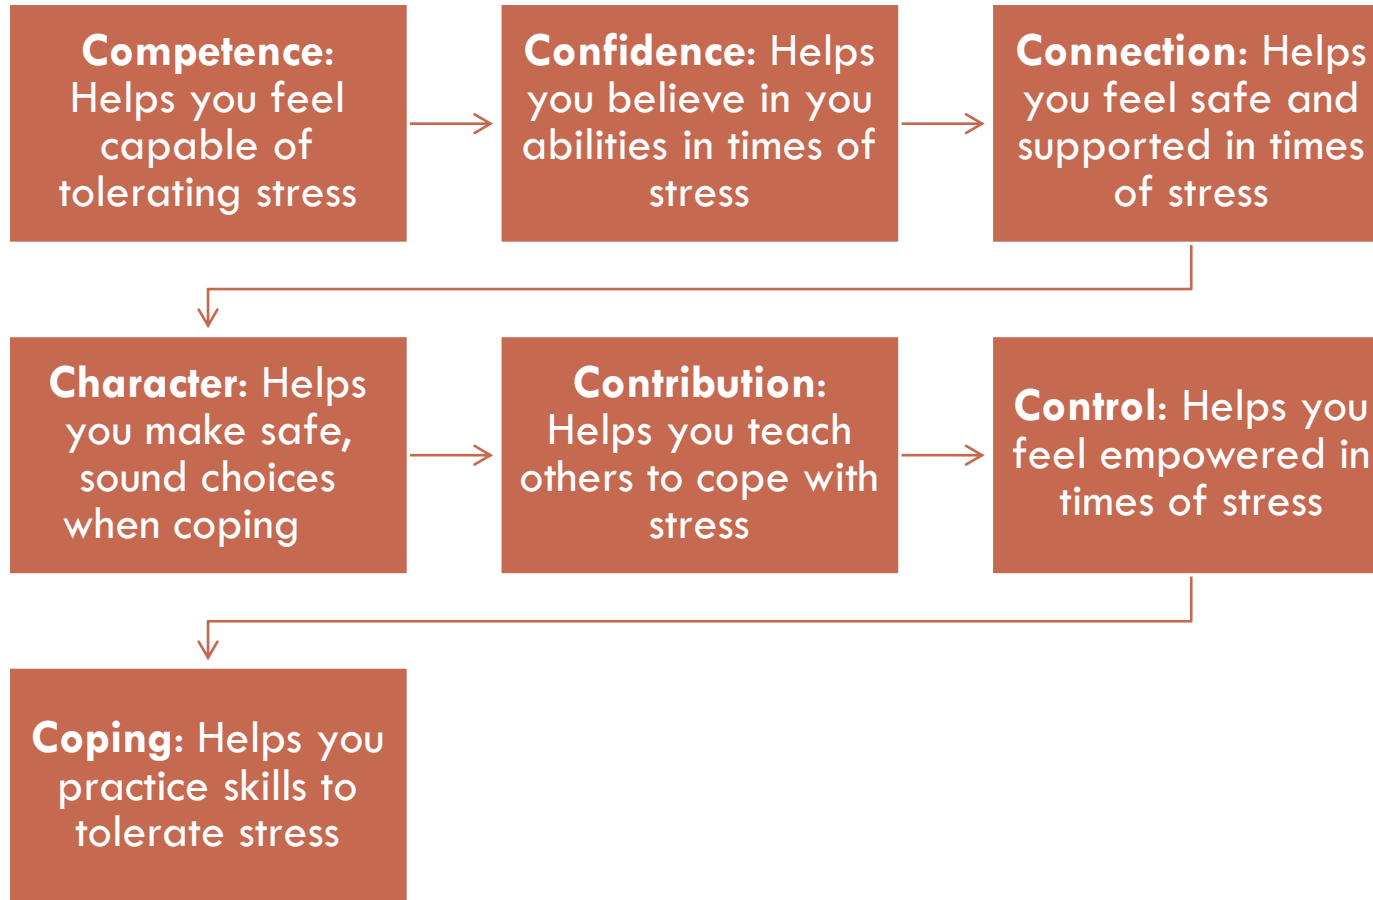 Competence:
Helps you feel
capable of
tolerating stress
Confidence: Helps
you believe in you
abilities in times of
stress
Connection: Helps
you feel safe and
supported in times
of stress
Character: Helps
you make safe,
sound choices
when coping
Contribution:
Helps you teach
others to cope with
stress
Control: Helps you
feel empowered in
times of stress
Coping: Helps you
practice skills to
tolerate stress